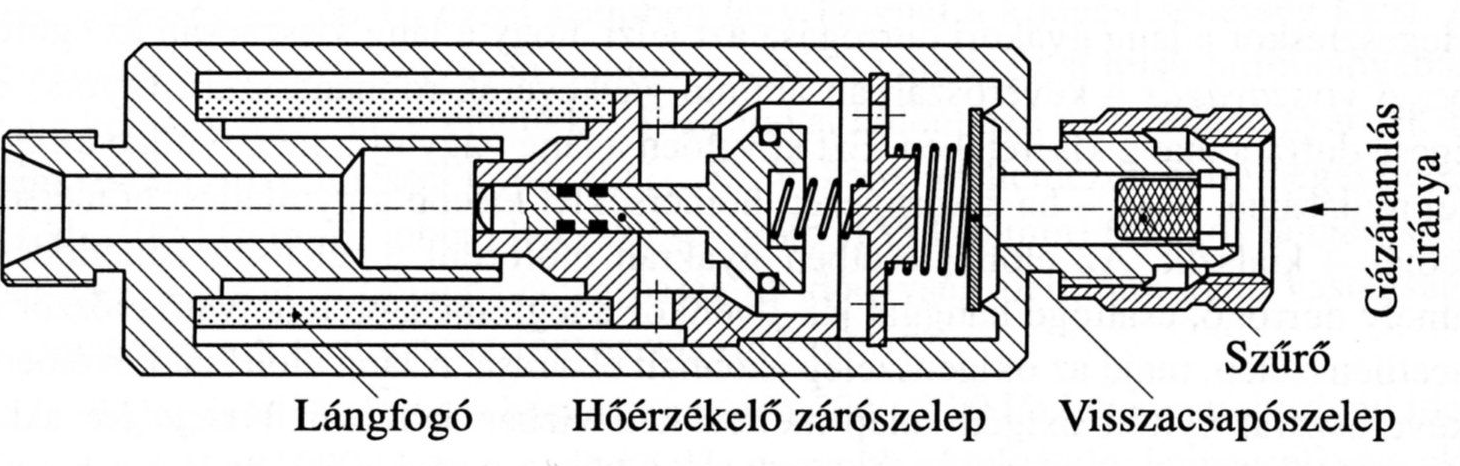 Gázáramlás
iránya
Szűrő
Lángfogó
Hőérzékelő zárószelep
Visszacsapószelep